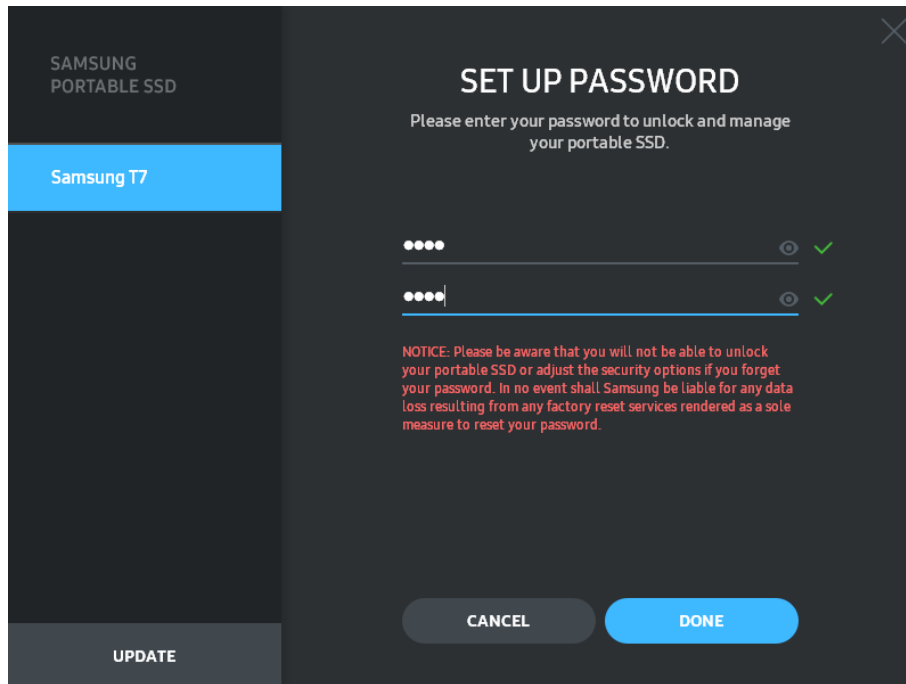 SAMSUNG
PORTABLE SSD
Samsung T7
UPDATE
SET UP PASSWORD
Please enter your password to unlock and manage
your portable SSD.
●●●●
●●●●
NOTICE: Please be aware that you will not be able to unlock
your portable SSD or adjust the security options if you forget
your password. In no event shall Samsung be liable for any data
loss resulting from any factory reset services rendered as a sole
measure to reset your password.
CANCEL
DONE